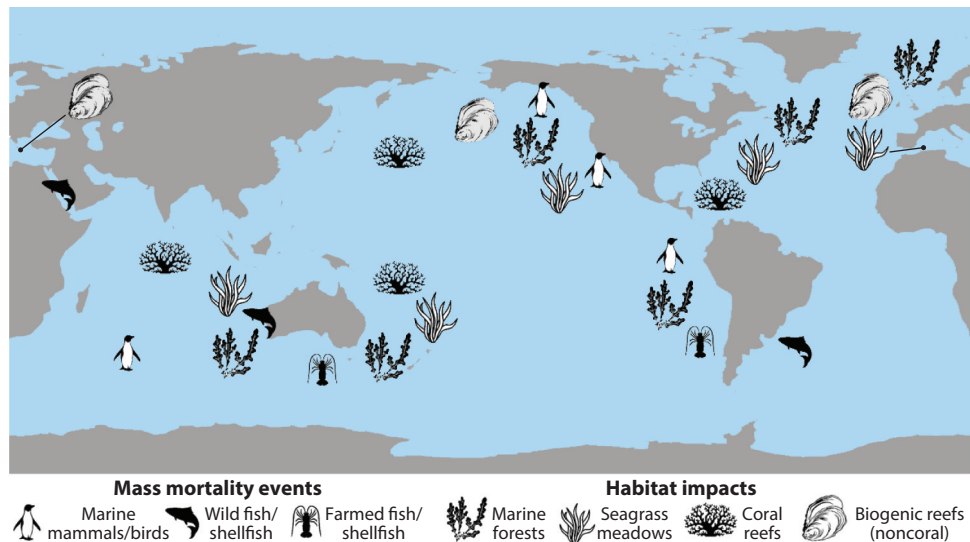 Mass mortality events
Habitat impacts
Marine
mammals/birds
Wild fish/
shellfish
Farmed fish/
shellfish
Marine
forests
Seagrass
meadows
Coral
reefs
Biogenic reefs
(noncoral)